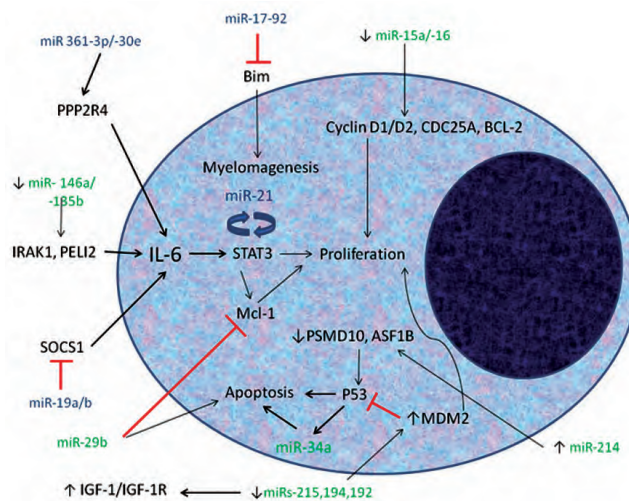 miR-17-92
miR 361-3p/-30e
↓ miR-15a/-16
Bim
PPP2R4
Cyclin D1/D2, CDC25A, BCL-2
Myelomagenesis
↓ miR- 146a/
-135b
miR-21
IRAK1, PELI2
IL-6
STAT3
Proliferation
Mcl-1
SOCS1
↓PSMD10, ASF1B
miR-19a/b
Apoptosis
P53
↑MDM2
miR-29b
miR-34a
↑ miR-214
↑ IGF-1/IGF-1R
↓miRs-215,194,192